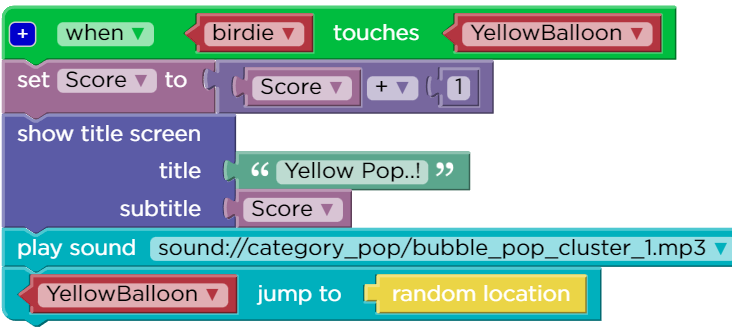 + when ▼ birdie ▼ touches YellowBalloon ▼
set Score ▼ to Score ▼ + ▼ 1
show title screen
title “ Yellow Pop..! ”
subtitle Score ▼
play sound sound://category_pop/bubble_pop_cluster_1.mp3 ▼
YellowBalloon ▼ jump to random location